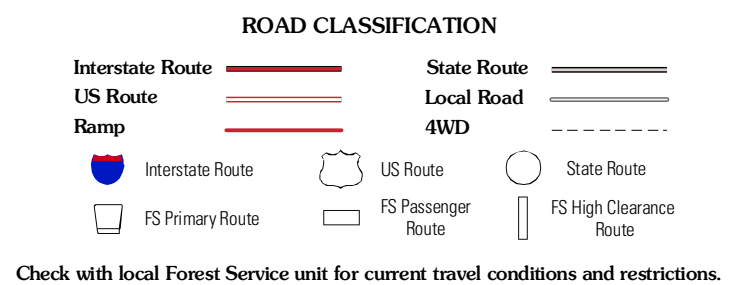 ROAD CLASSIFICATION
Interstate Route
State Route
US Route
Local Road
Ramp
4WD
Interstate Route
US Route
State Route
FS Primary Route
FS Passenger
Route
FS High Clearance
Route
Check with local Forest Service unit for current travel conditions and restrictions.